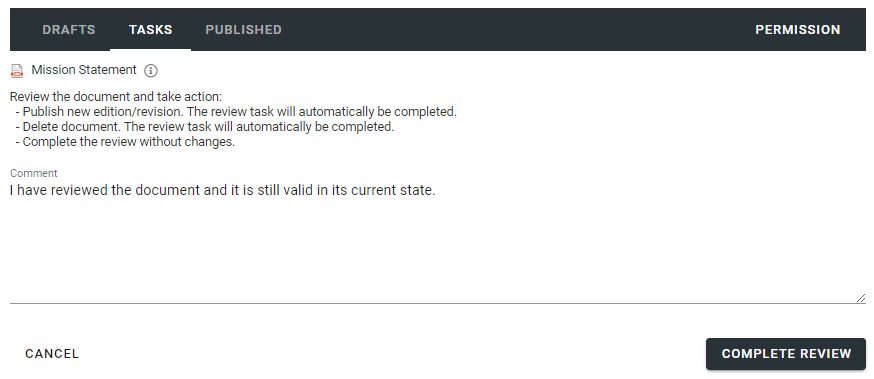 DRAFTS TASKS PUBLISHED PERMISSION
Mission Statement
Review the document and take action:
- Publish new edition/revision. The review task will automatically be completed.
- Delete document. The review task will automatically be completed.
- Complete the review without changes.
Comment
I have reviewed the document and it is still valid in its current state.
CANCEL COMPLETE REVIEW